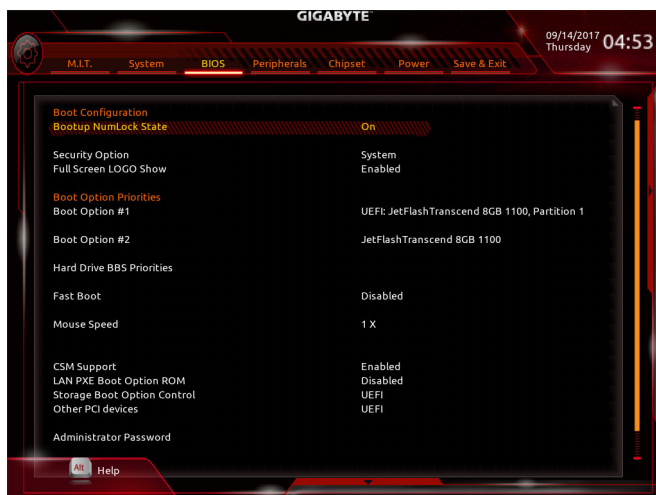 GIGABYTE
09/14/2017 Thursday 04:53
M.I.T. System BIOS Peripherals Chipset Power Save & Exit
Boot Configuration
Bootup NumLock State On
Security Option System
Full Screen LOGO Show Enabled
Boot Option Priorities
Boot Option #1 UEFI: JetFlashTranscend 8GB 1100, Partition 1
Boot Option #2 JetFlashTranscend 8GB 1100
Hard Drive BBS Priorities
Fast Boot Disabled
Mouse Speed 1 X
CSM Support Enabled
LAN PXE Boot Option ROM Disabled
Storage Boot Option Control UEFI
Other PCI devices UEFI
Administrator Password
Alt Help